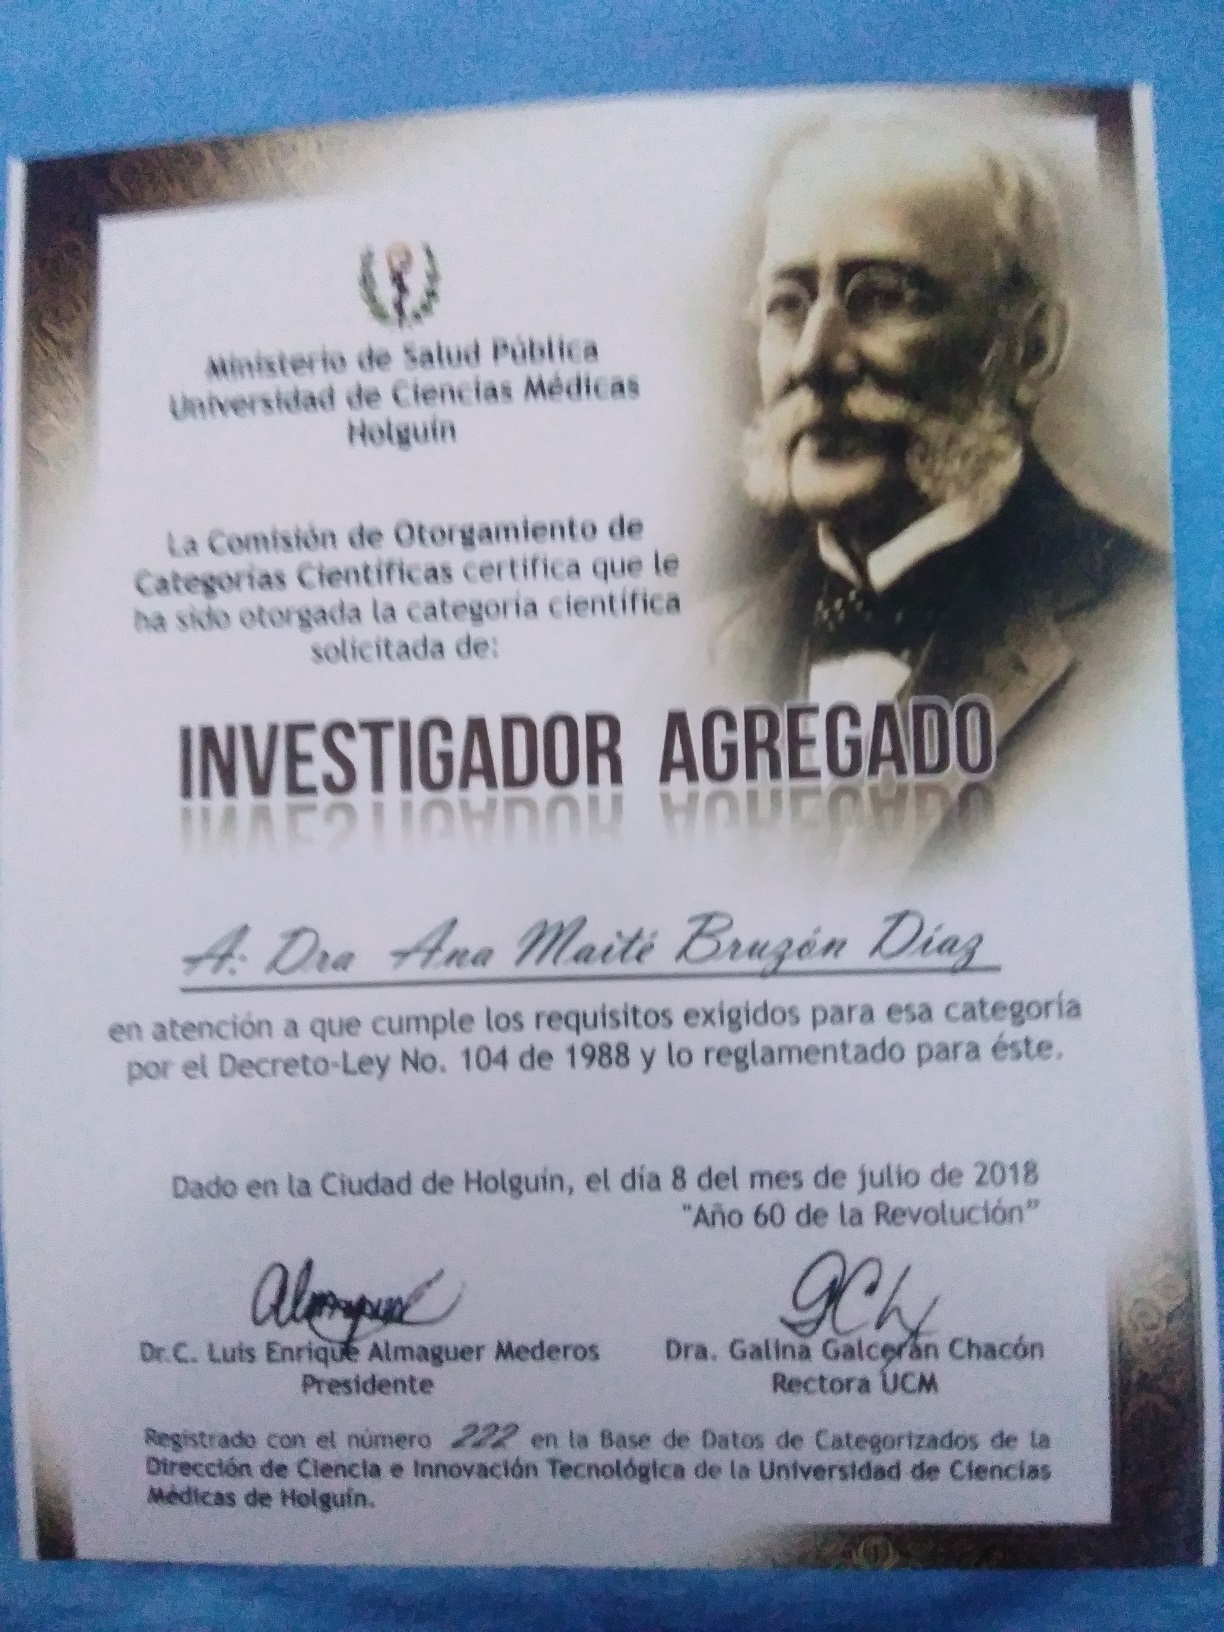 Ministerio de Salud Pública
Universidad de Ciencias Médicas
Holguín
La Comisión de Otorgamiento de
Categorías Científicas certifica que le
ha sido otorgada la categoría científica
solicitada de:
INVESTIGADOR AGREGADO
A: Dra Ana Maité Bruzón Díaz
en atención a que cumple los requisitos exigidos para esa categoría
por el Decreto-Ley No. 104 de 1988 y lo reglamentado para éste.
Dado en la Ciudad de Holguín, el día 8 del mes de julio de 2018
"Año 60 de la Revolución"
Dr.C. Luis Enrique Almaguer Mederos
Dra. Galina Galcerán Chacón
Presidente
Rectora UCM
Registrado con el número 222 en la Base de Datos de Categorizados de la
Dirección de Ciencia e Innovación Tecnológica de la Universidad de Ciencias
Médicas de Holguín.